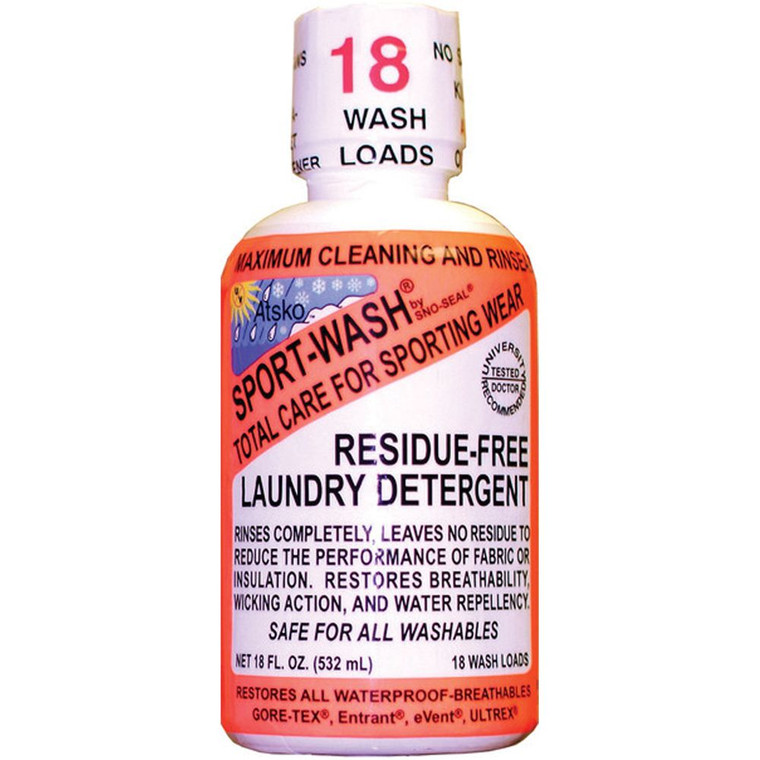 18
WASH
LOADS
NO
MAXIMUM CLEANING AND
Atsko™
SPORT-WASH®
by
SNO-SEAL®
TOTAL CARE FOR SPORTING WEAR
UNIVERSITY
TESTED
DOCTOR
RECOMMENDED
RESIDUE-FREE
LAUNDRY DETERGENT
RINSES COMPLETELY, LEAVES NO RESIDUE TO
REDUCE THE PERFORMANCE OF FABRIC OR
INSULATION. RESTORES BREATHABILITY,
WICKING ACTION, AND WATER REPELLENCY.
SAFE FOR ALL WASHABLES
NET 18 FL. OZ. (532 mL) 18 WASH LOADS
RESTORES ALL WATERPROOF-BREATHABLES
GORE-TEX®, Entrant®, eVent®, ULTREX®